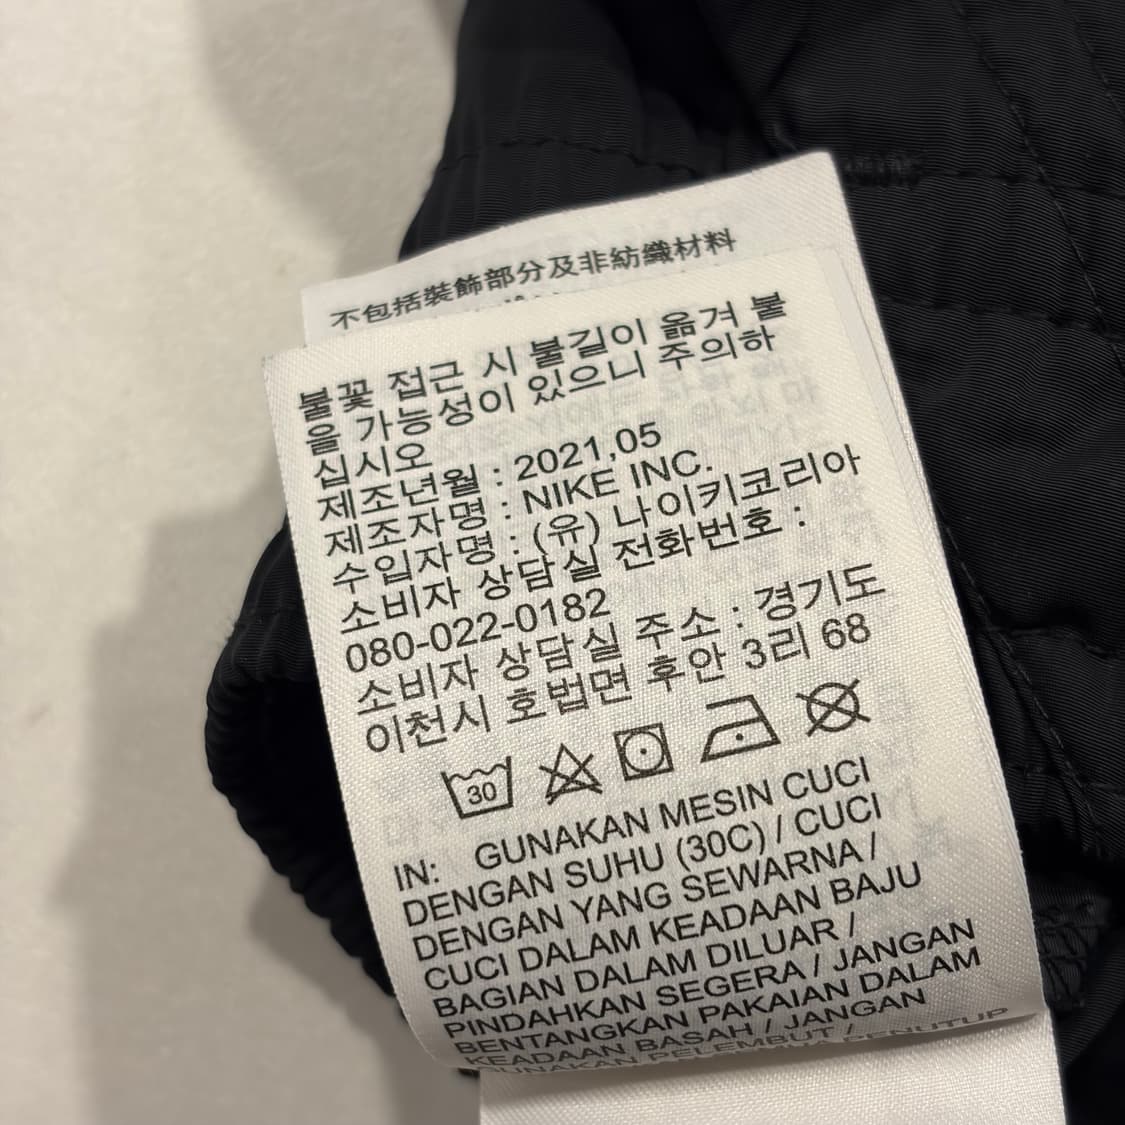 不包括裝飾部分及非紡織材料
불꽃 접근 시 불길이 옮겨 붙
을 가능성이 있으니 주의하
십시오
제조년월 : 2021,05
제조자명 : NIKE INC.
수입자명 : (유) 나이키코리아
소비자 상담실 전화번호 :
080-022-0182
소비자 상담실 주소 : 경기도
이천시 호법면 후안 3리 68
30
IN: GUNAKAN MESIN CUCI
DENGAN SUHU (30C) / CUCI
DENGAN YANG SEWARNA /
CUCI DALAM KEADAAN BAJU
BAGIAN DALAM DILUAR /
PINDAHKAN SEGERA / JANGAN
BENTANGKAN PAKAIAN DALAM
KEADAAN BASAH / JANGAN
GUNAKAN PELEMBUT /